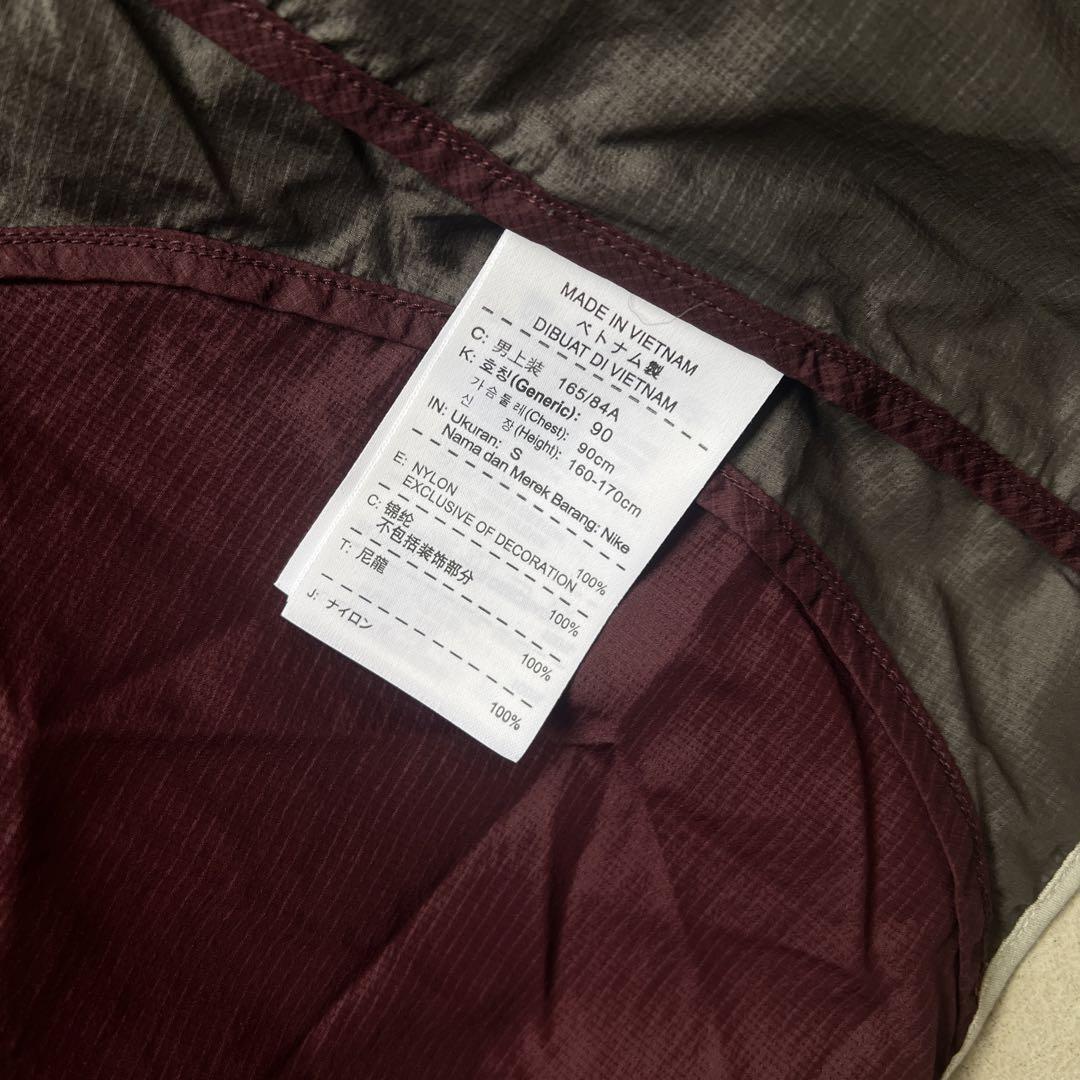 MADE IN VIETNAM
ベトナム製
DIBUAT DI VIETNAM
C: 男上装 165/84A
K: 호칭(Generic): 90
가슴둘레(Chest): 90cm
신 장(Height): 160-170cm
IN: Ukuran: S
Nama dan Merek Barang: Nike
E: NYLON 100%
EXCLUSIVE OF DECORATION
C: 锦纶 100%
不包括装饰部分
T: 尼龍 100%
J: ナイロン 100%